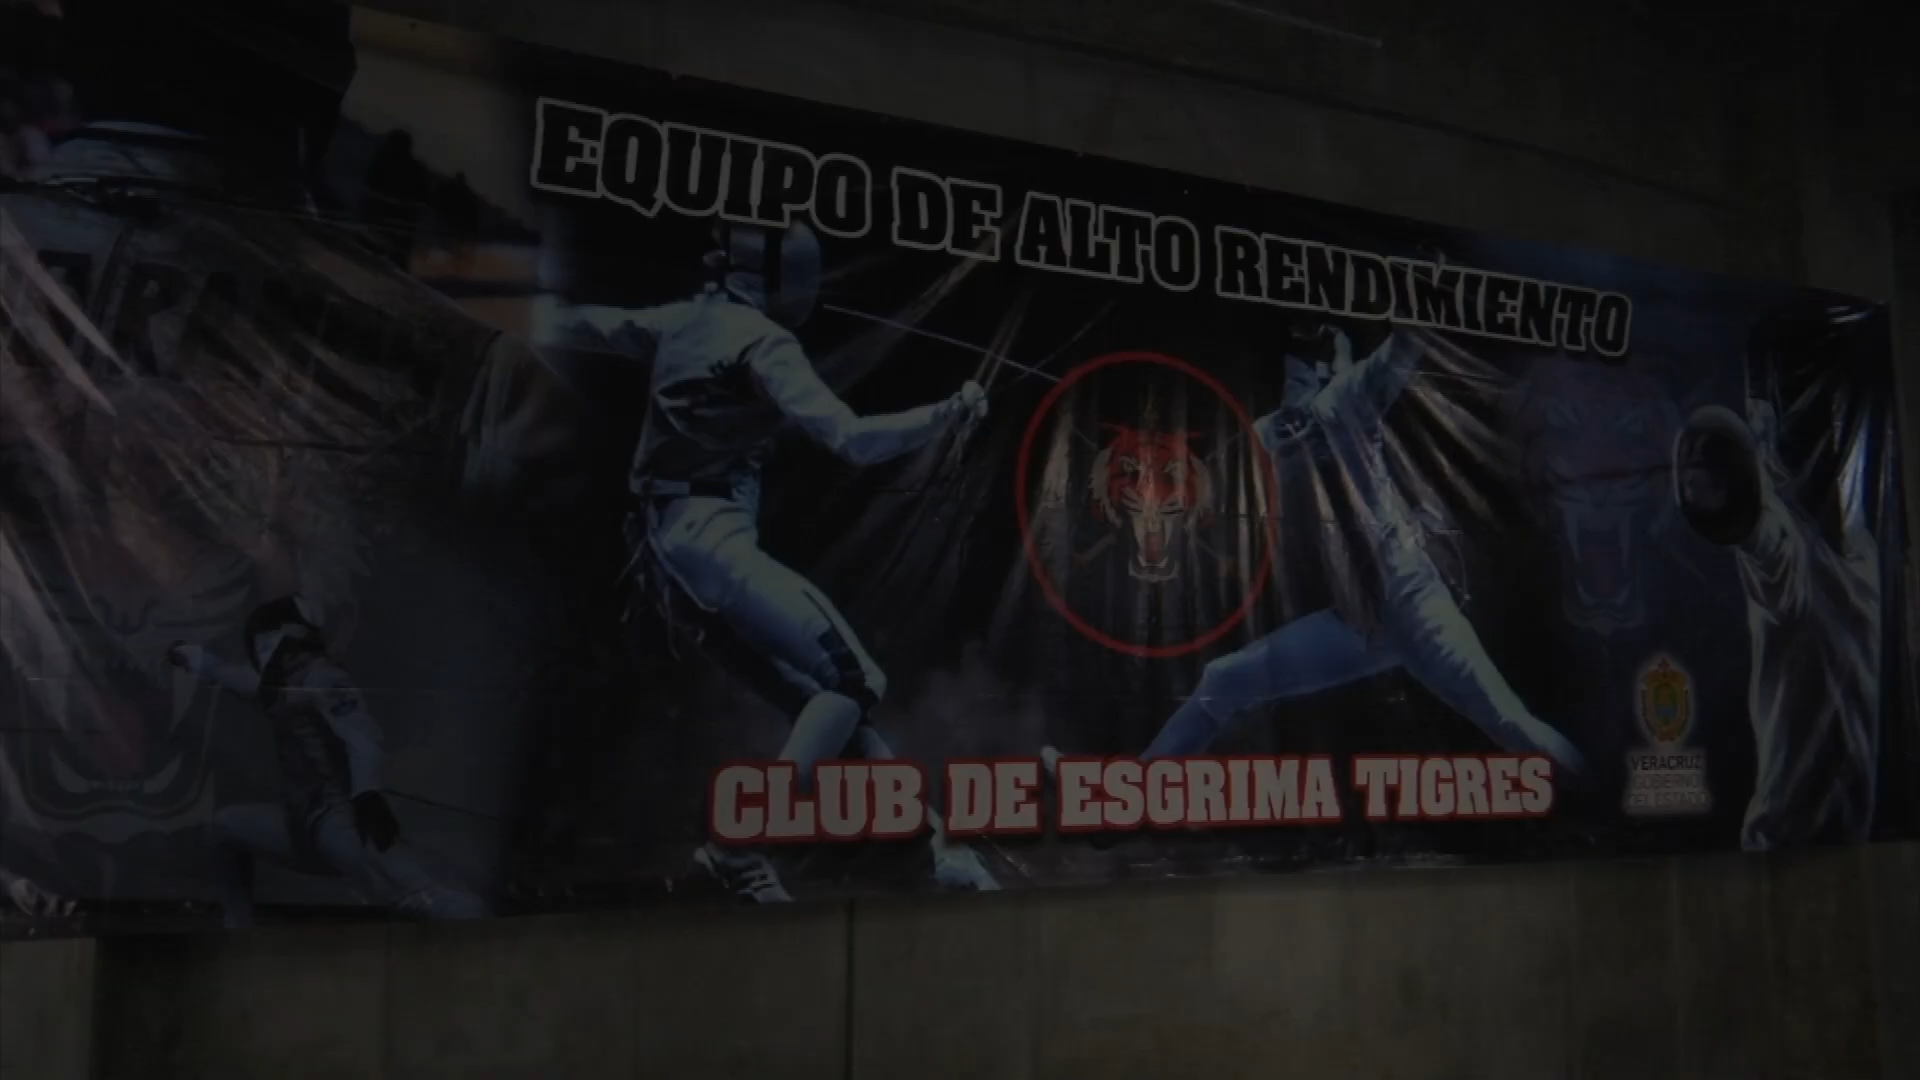 EQUIPO DE ALTO RENDIMIENTO
CLUB DE ESGRIMA TIGRES
VERACRUZ
GOBIERNO
DEL ESTADO